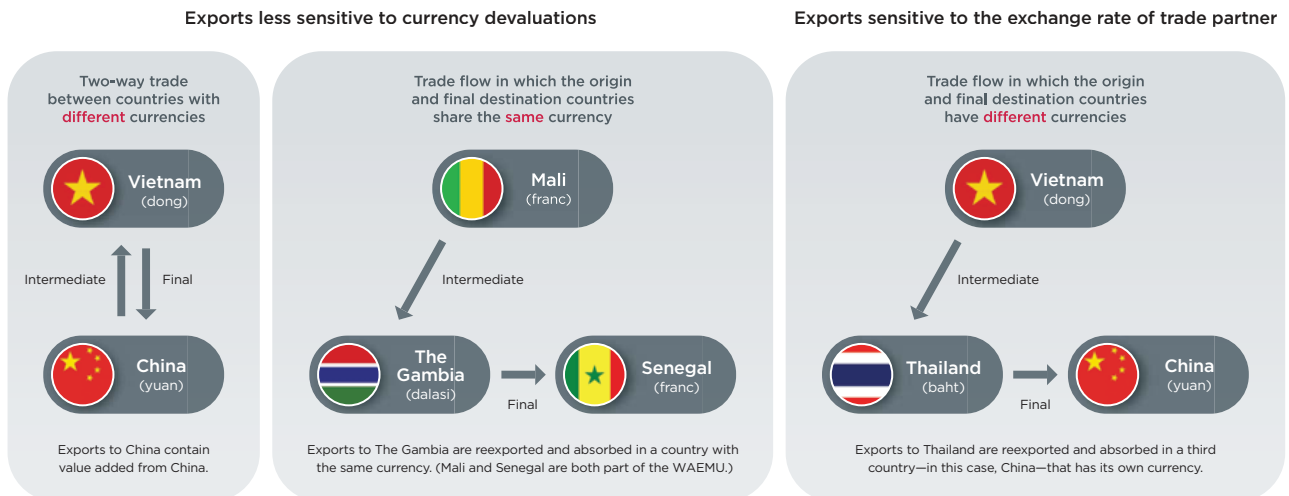 Exports less sensitive to currency devaluations
Exports sensitive to the exchange rate of trade partner
Two-way trade
between countries with
different currencies
Vietnam
(dong)
Intermediate
Final
China
(yuan)
Exports to China contain
value added from China.
Trade flow in which the origin
and final destination countries
share the same currency
Mali
(franc)
Intermediate
The
Gambia
(dalasi)
Final
Senegal
(franc)
Exports to The Gambia are reexported and absorbed in a country with
the same currency. (Mali and Senegal are both part of the WAEMU.)
Trade flow in which the origin
and final destination countries
have different currencies
Vietnam
(dong)
Intermediate
Thailand
(baht)
Final
China
(yuan)
Exports to Thailand are reexported and absorbed in a third
country—in this case, China—that has its own currency.